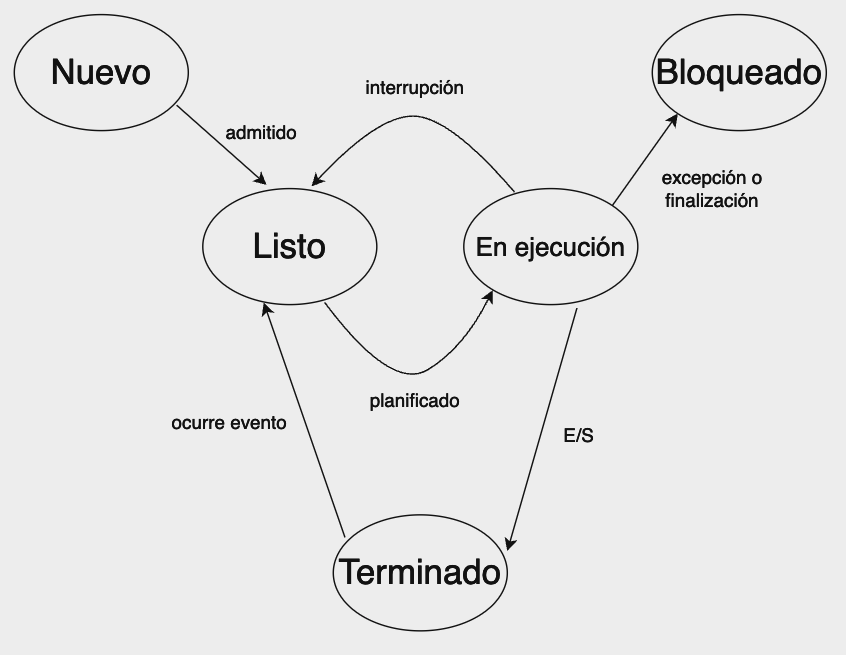 Nuevo
Bloqueado
interrupción
admitido
excepción o
finalización
Listo
En ejecución
planificado
ocurre evento
E/S
Terminado